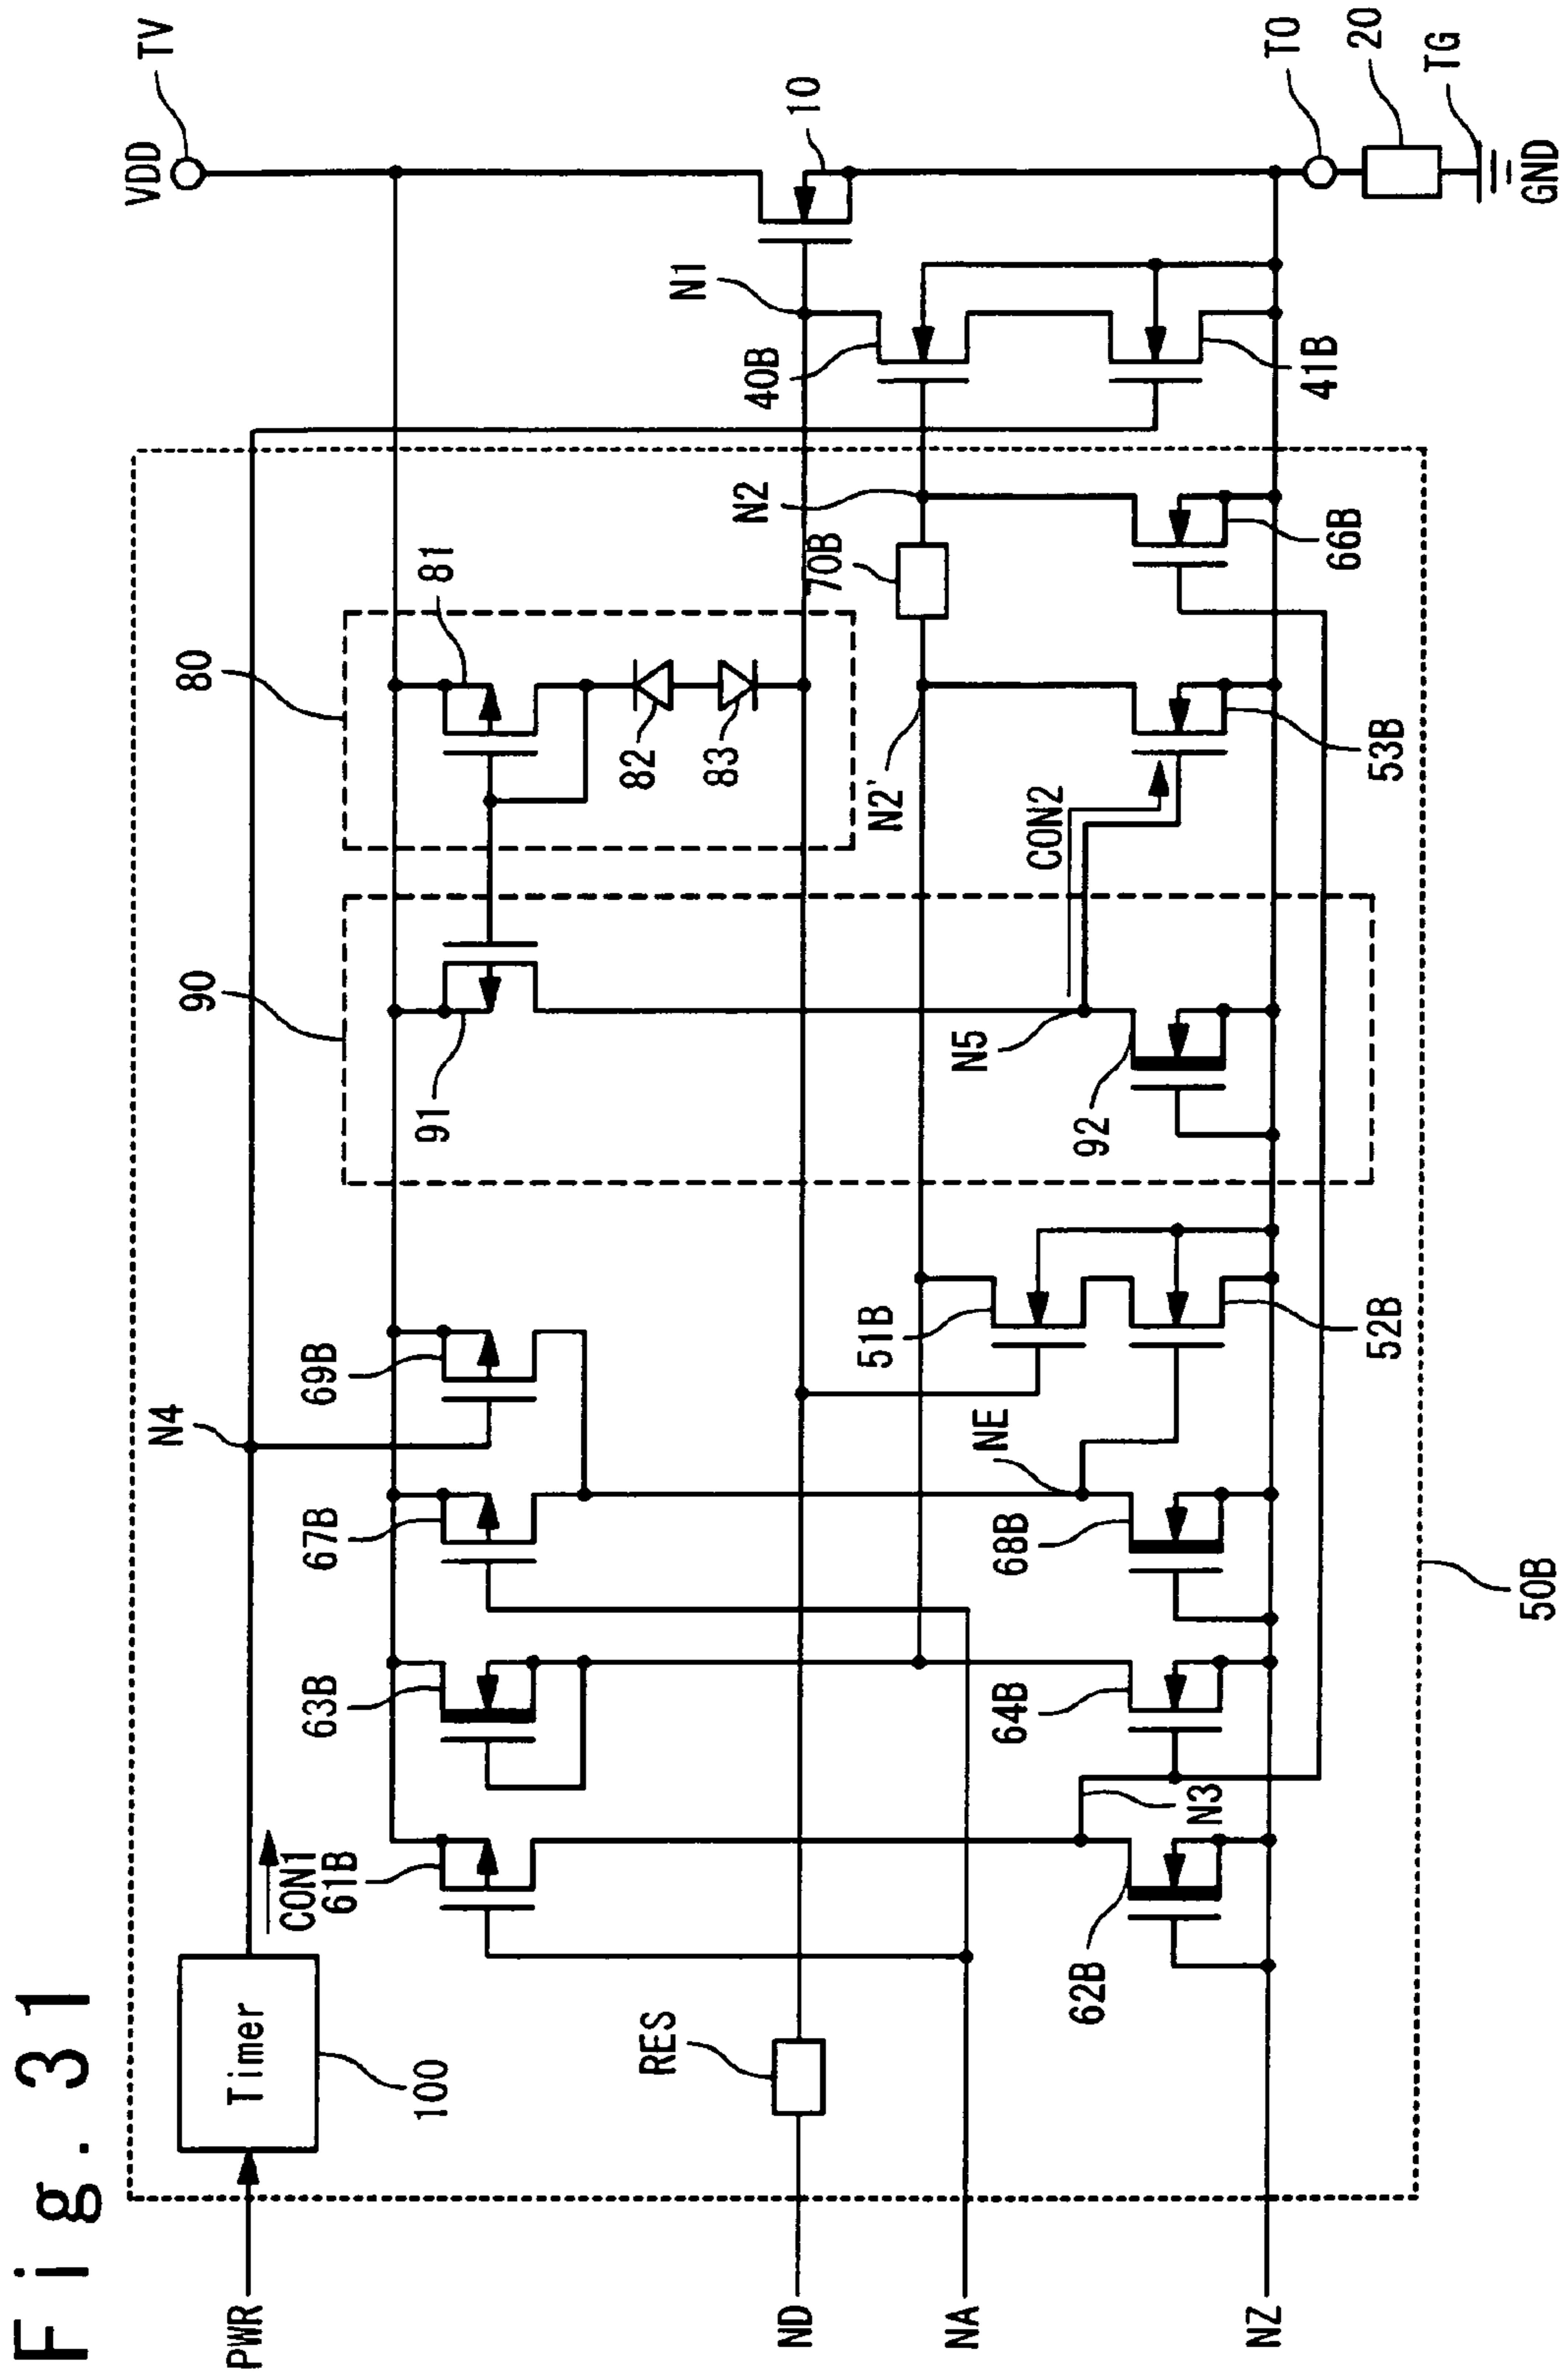 Fig. 31
PWR
Timer
100
CON1
N4
VDD
TV
61B
63B
67B
69B
90
91
80
81
82
83
10
N1
ND
RES
NA
NZ
62B
N3
64B
68B
NE
51B
52B
92
N5
CON2
N2'
53B
70B
N2
66B
40B
41B
TO
20
TG
GND
50B